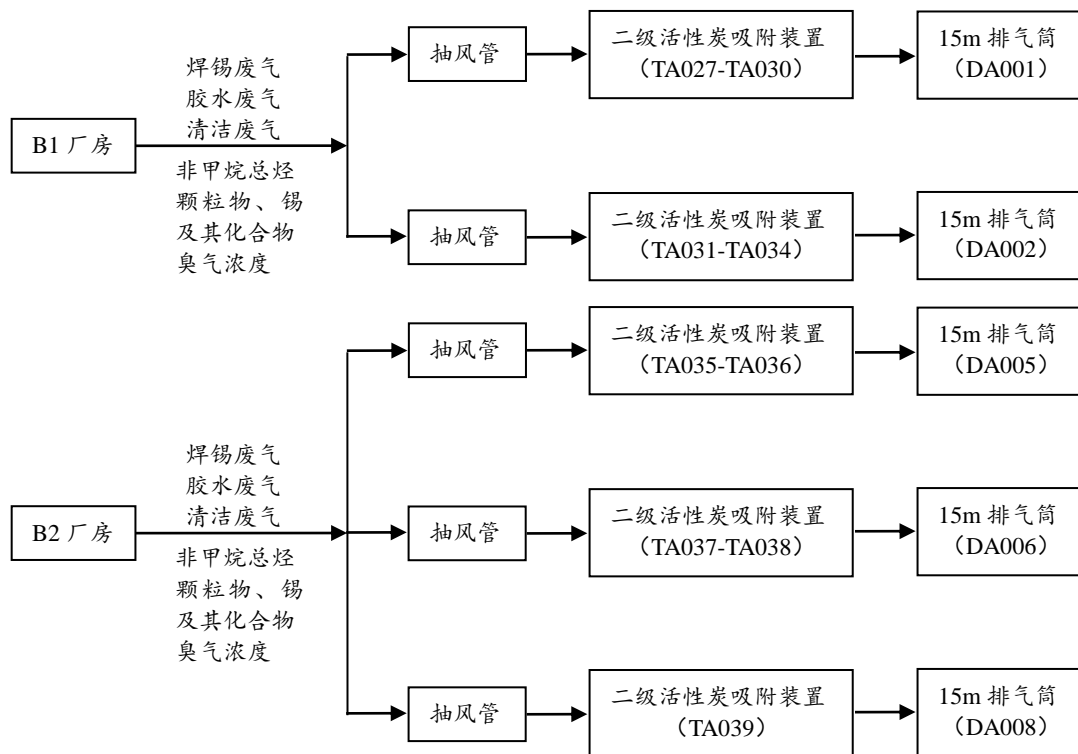 焊锡废气
胶水废气
清洁废气
B1 厂房
非甲烷总烃
颗粒物、锡
及其化合物
臭气浓度
抽风管
二级活性炭吸附装置
（TA027-TA030）
15m 排气筒
（DA001）
抽风管
二级活性炭吸附装置
（TA031-TA034）
15m 排气筒
（DA002）
焊锡废气
胶水废气
清洁废气
B2 厂房
非甲烷总烃
颗粒物、锡
及其化合物
臭气浓度
抽风管
二级活性炭吸附装置
（TA035-TA036）
15m 排气筒
（DA005）
抽风管
二级活性炭吸附装置
（TA037-TA038）
15m 排气筒
（DA006）
抽风管
二级活性炭吸附装置
（TA039）
15m 排气筒
（DA008）